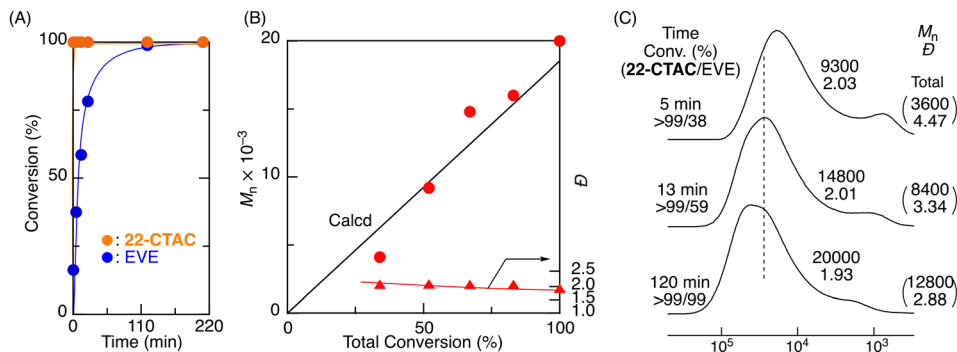 (A)
100
50
0
Conversion (%)
0
110
220
Time (min)
: 22-CTAC
: EVE
(B)
20
10
0
Mn × 10−3
Calcd
0
50
100
Total Conversion (%)
2.5
2.0
1.5
1.0
Đ
(C)
Time
Conv. (%)
(22-CTAC/EVE)
Mn
Đ
Total
5 min
>99/38
9300
2.03
(3600
4.47)
13 min
>99/59
14800
2.01
(8400
3.34)
120 min
>99/99
20000
1.93
(12800
2.88)
105
104
103